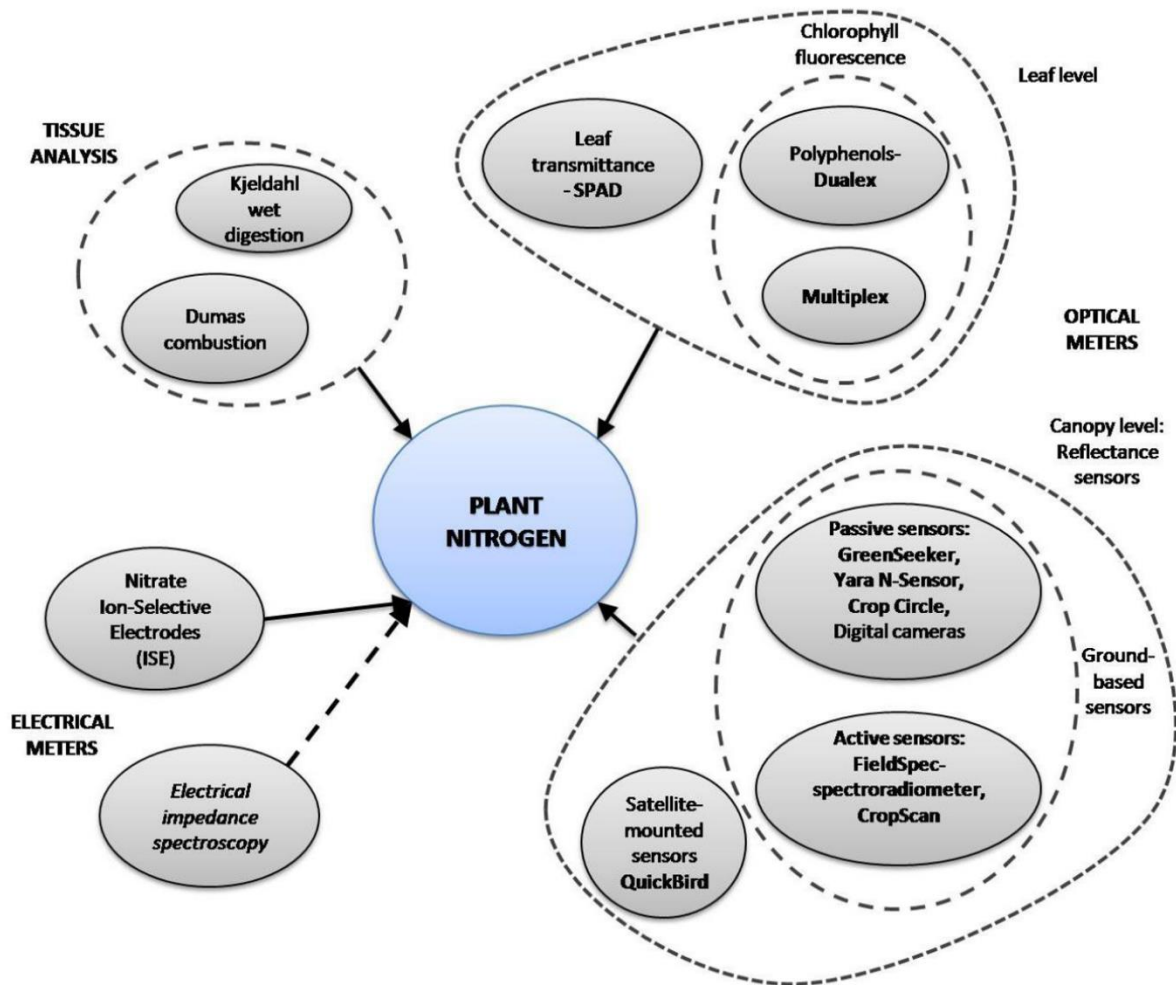 TISSUE
ANALYSIS
Kjeldahl
wet
digestion
Dumas
combustion
Chlorophyll
fluorescence
Leaf level
Leaf
transmittance
- SPAD
Polyphenols-
Dualex
Multiplex
OPTICAL
METERS
PLANT
NITROGEN
Canopy level:
Reflectance
sensors
Passive sensors:
GreenSeeker,
Yara N-Sensor,
Crop Circle,
Digital cameras
Ground-
based
sensors
Active sensors:
FieldSpec-
spectroradiometer,
CropScan
Satellite-
mounted
sensors
QuickBird
Nitrate
Ion-Selective
Electrodes
(ISE)
ELECTRICAL
METERS
Electrical
impedance
spectroscopy